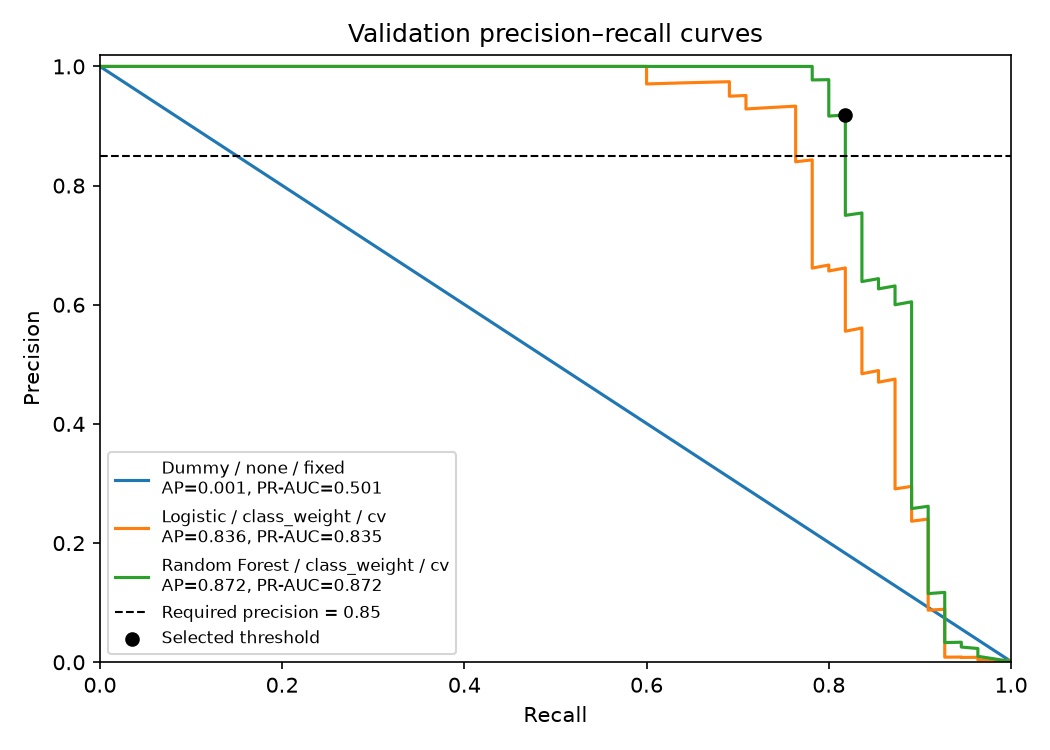 Validation precision–recall curves
Precision
1.0
0.8
0.6
0.4
0.2
0.0
Dummy / none / fixed
AP=0.001, PR-AUC=0.501
Logistic / class_weight / cv
AP=0.836, PR-AUC=0.835
Random Forest / class_weight / cv
AP=0.872, PR-AUC=0.872
Required precision = 0.85
Selected threshold
0.0 0.2 0.4 0.6 0.8 1.0
Recall